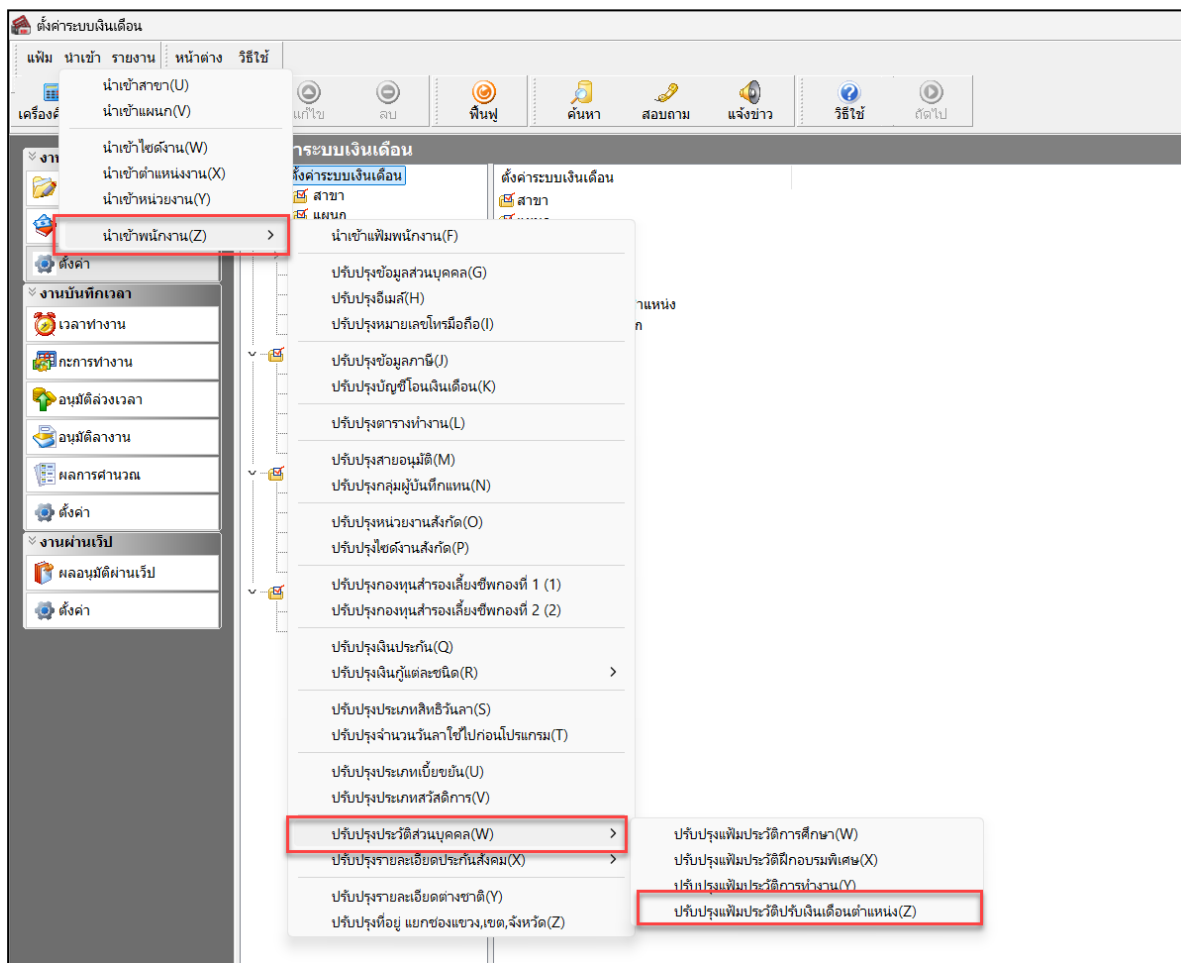 ตั้งค่าระบบเงินเดือน
แฟ้ม นำเข้า รายงาน หน้าต่าง วิธีใช้
นำเข้าสาขา(U)
นำเข้าแผนก(V)
นำเข้าไซด์งาน(W)
นำเข้าตำแหน่งงาน(X)
นำเข้าหน่วยงาน(Y)
นำเข้าพนักงาน(Z)
แก้ไข ลบ ฟื้นฟู ค้นหา สอบถาม แจ้งข่าว วิธีใช้ ถัดไป
ระบบเงินเดือน
ตั้งค่าระบบเงินเดือน
สาขา
แผนก
ตั้งค่าระบบเงินเดือน
สาขา
ตั้งค่า
งานบันทึกเวลา
เวลาทำงาน
กะการทำงาน
อนุมัติล่วงเวลา
อนุมัติลางาน
ผลการคำนวณ
ตั้งค่า
งานผ่านเว็ป
ผลอนุมัติผ่านเว็ป
ตั้งค่า
นำเข้าแฟ้มพนักงาน(F)
ปรับปรุงข้อมูลส่วนบุคคล(G)
ปรับปรุงอีเมล์(H)
ปรับปรุงหมายเลขโทรมือถือ(I)
ปรับปรุงข้อมูลภาษี(J)
ปรับปรุงบัญชีโอนเงินเดือน(K)
ปรับปรุงตารางทำงาน(L)
ปรับปรุงสายอนุมัติ(M)
ปรับปรุงกลุ่มผู้บันทึกแทน(N)
ปรับปรุงหน่วยงานสังกัด(O)
ปรับปรุงไซด์งานสังกัด(P)
ปรับปรุงกองทุนสำรองเลี้ยงชีพกองที่ 1 (1)
ปรับปรุงกองทุนสำรองเลี้ยงชีพกองที่ 2 (2)
ปรับปรุงเงินประกัน(Q)
ปรับปรุงเงินกู้แต่ละชนิด(R)
ปรับปรุงประเภทสิทธิวันลา(S)
ปรับปรุงจำนวนวันลาใช้ไปก่อนโปรแกรม(T)
ปรับปรุงประเภทเบี้ยขยัน(U)
ปรับปรุงประเภทสวัสดิการ(V)
ปรับปรุงประวัติส่วนบุคคล(W)
ปรับปรุงรายละเอียดประกันสังคม(X)
ปรับปรุงรายละเอียดต่างชาติ(Y)
ปรับปรุงที่อยู่ แยกช่องแขวง,เขต,จังหวัด(Z)
ปรับปรุงแฟ้มประวัติการศึกษา(W)
ปรับปรุงแฟ้มประวัติฝึกอบรมพิเศษ(X)
ปรับปรุงแฟ้มประวัติการทำงาน(Y)
ปรับปรุงแฟ้มประวัติปรับเงินเดือนตำแหน่ง(Z)